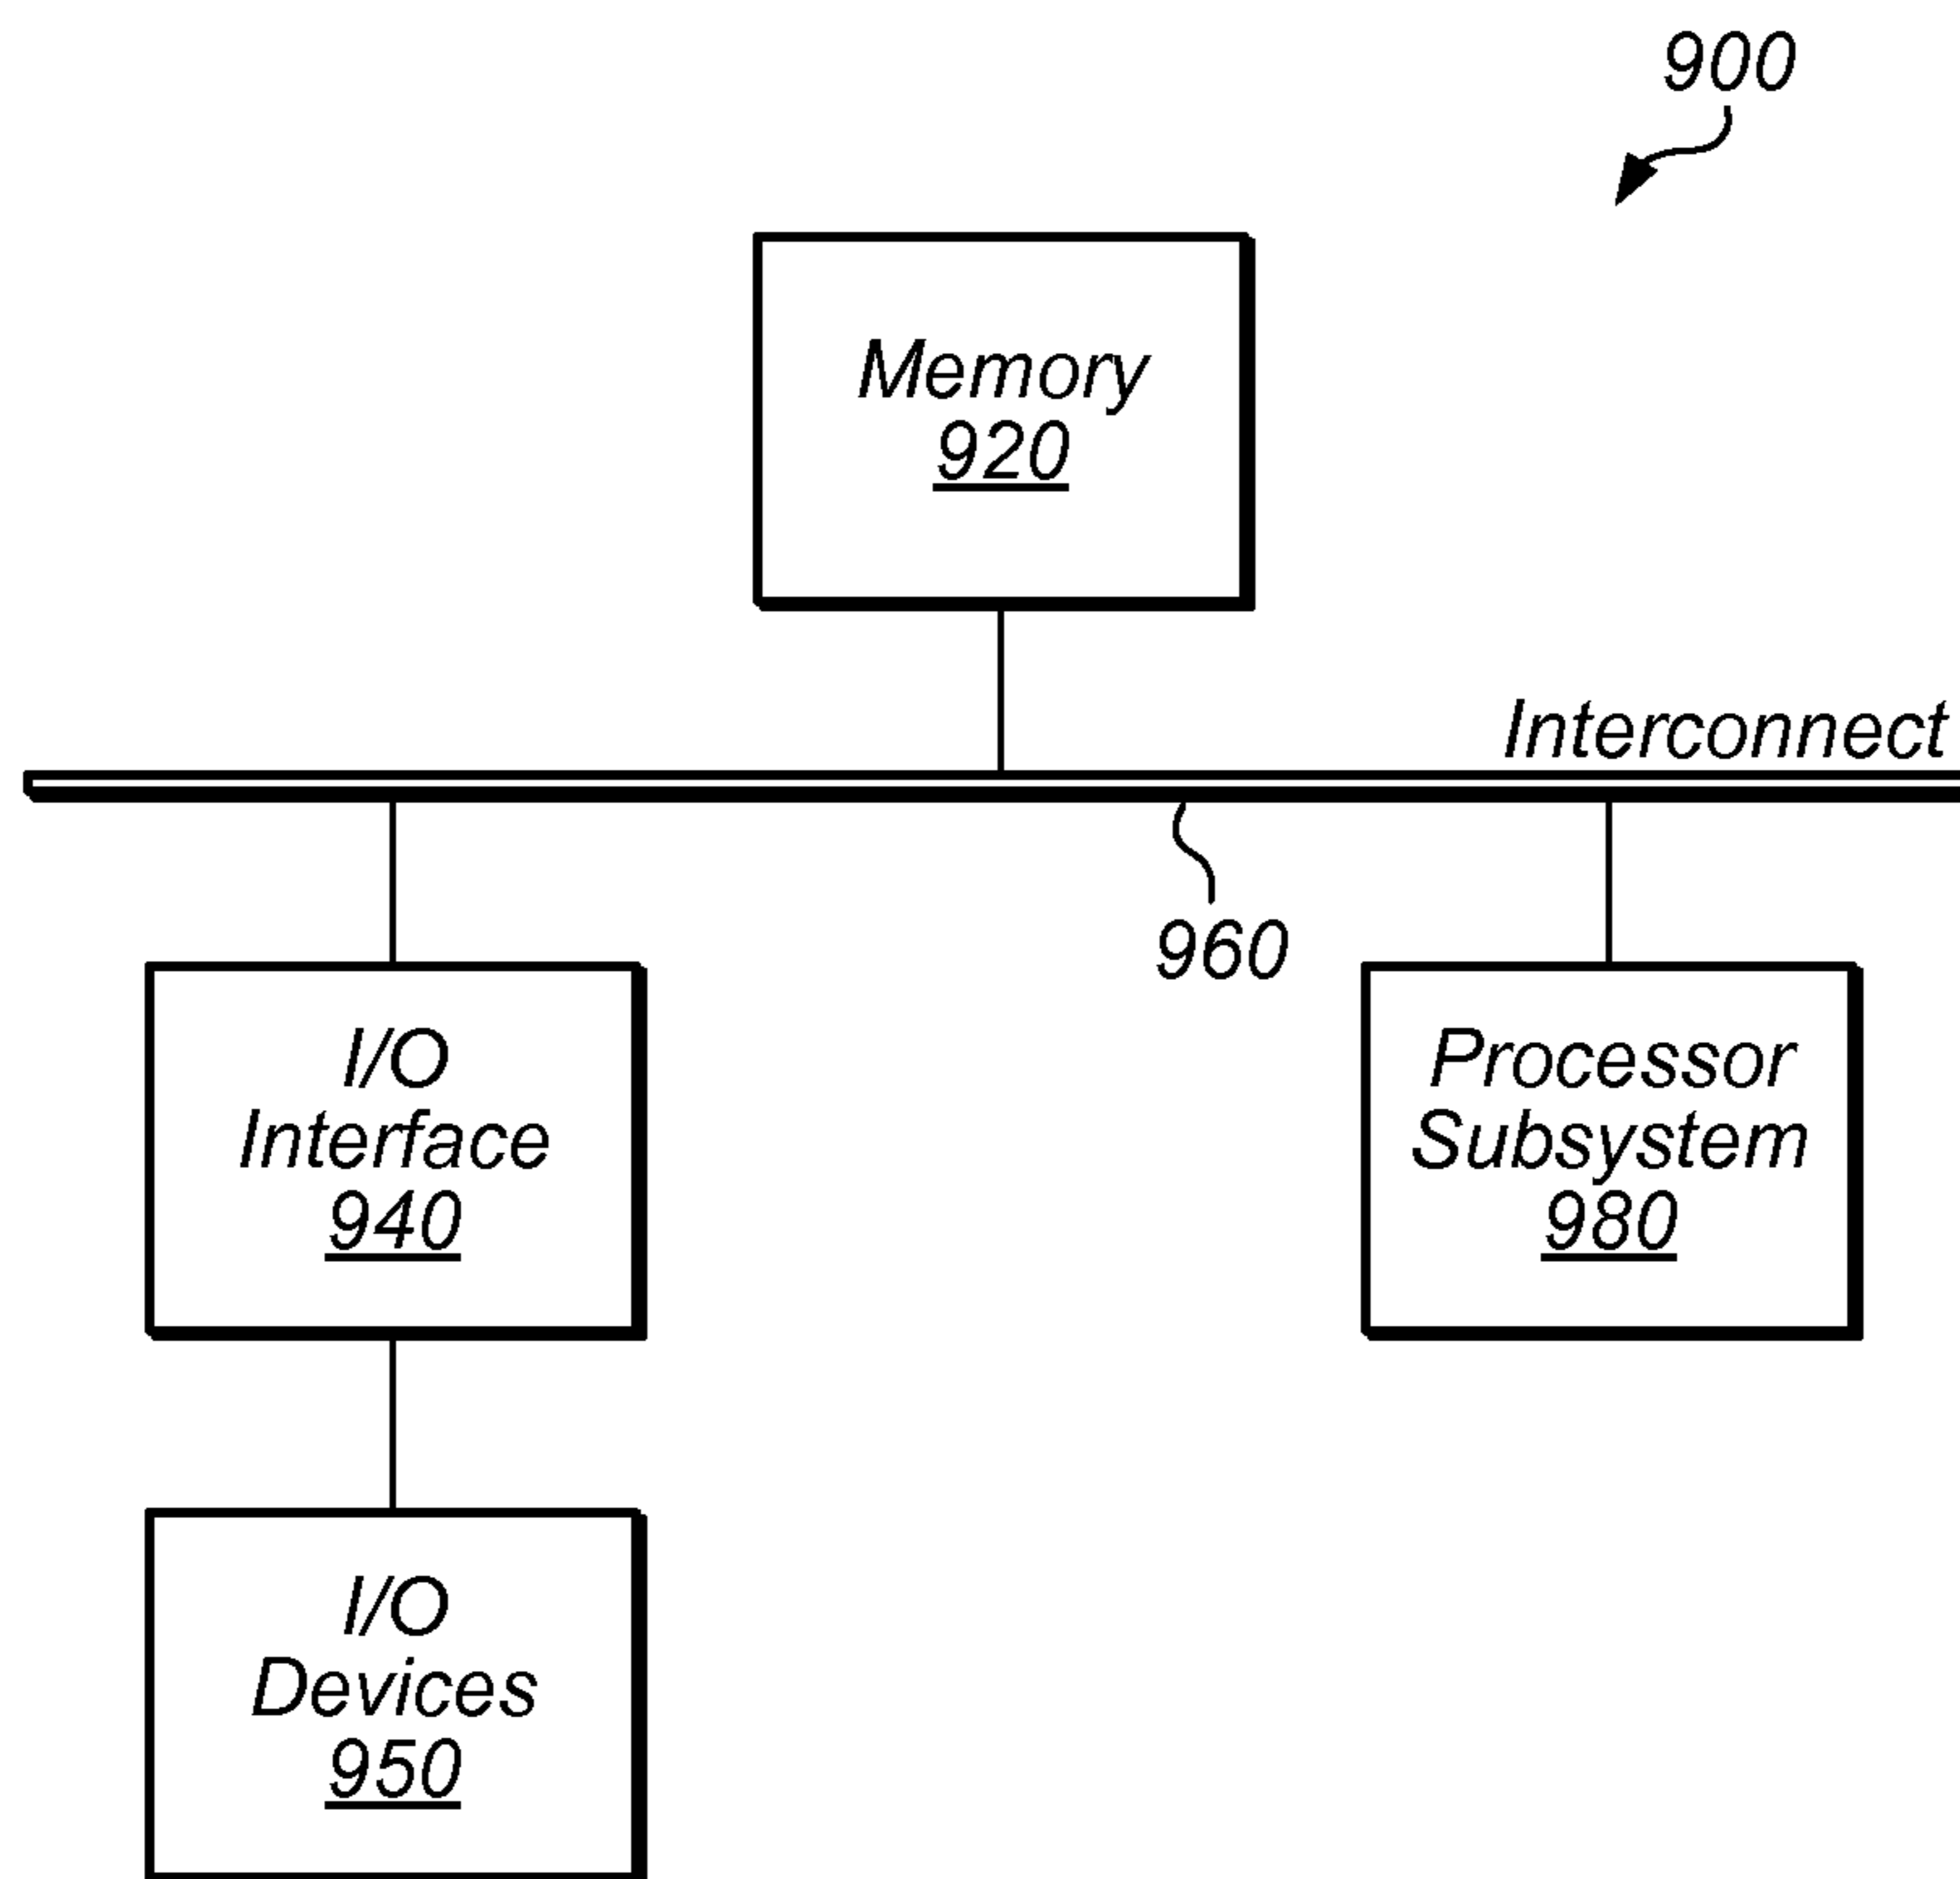 900
Memory
920
Interconnect
960
I/O
Interface
940
Processor
Subsystem
980
I/O
Devices
950